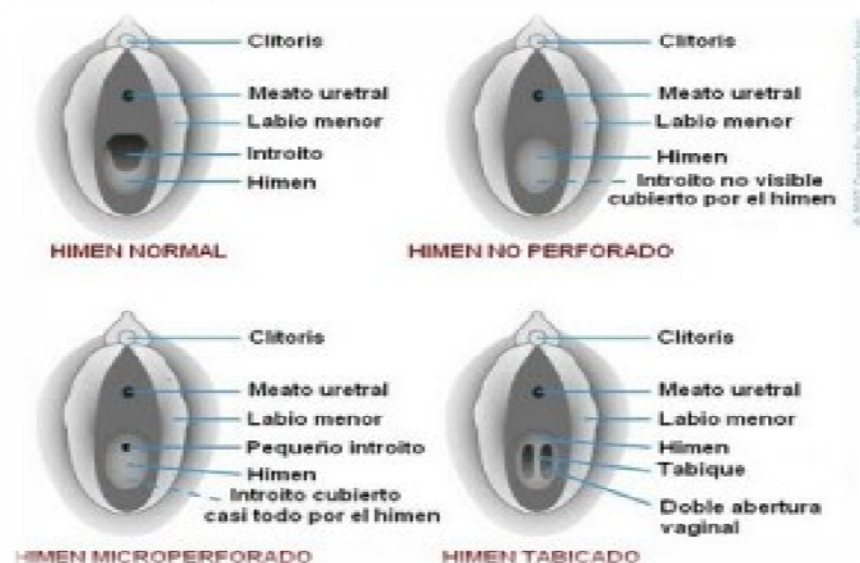 Clitoris
Meato uretral
Labio menor
Introito
Himen
HIMEN NORMAL
Clitoris
Meato uretral
Labio menor
Himen
Introito no visible
cubierto por el himen
HIMEN NO PERFORADO
Clitoris
Meato uretral
Labio menor
Pequeño introito
Himen
Introito cubierto
casi todo por el himen
HIMEN MICROPERFORADO
Clitoris
Meato uretral
Labio menor
Himen
Tabique
Doble abertura
vaginal
HIMEN TABICADO